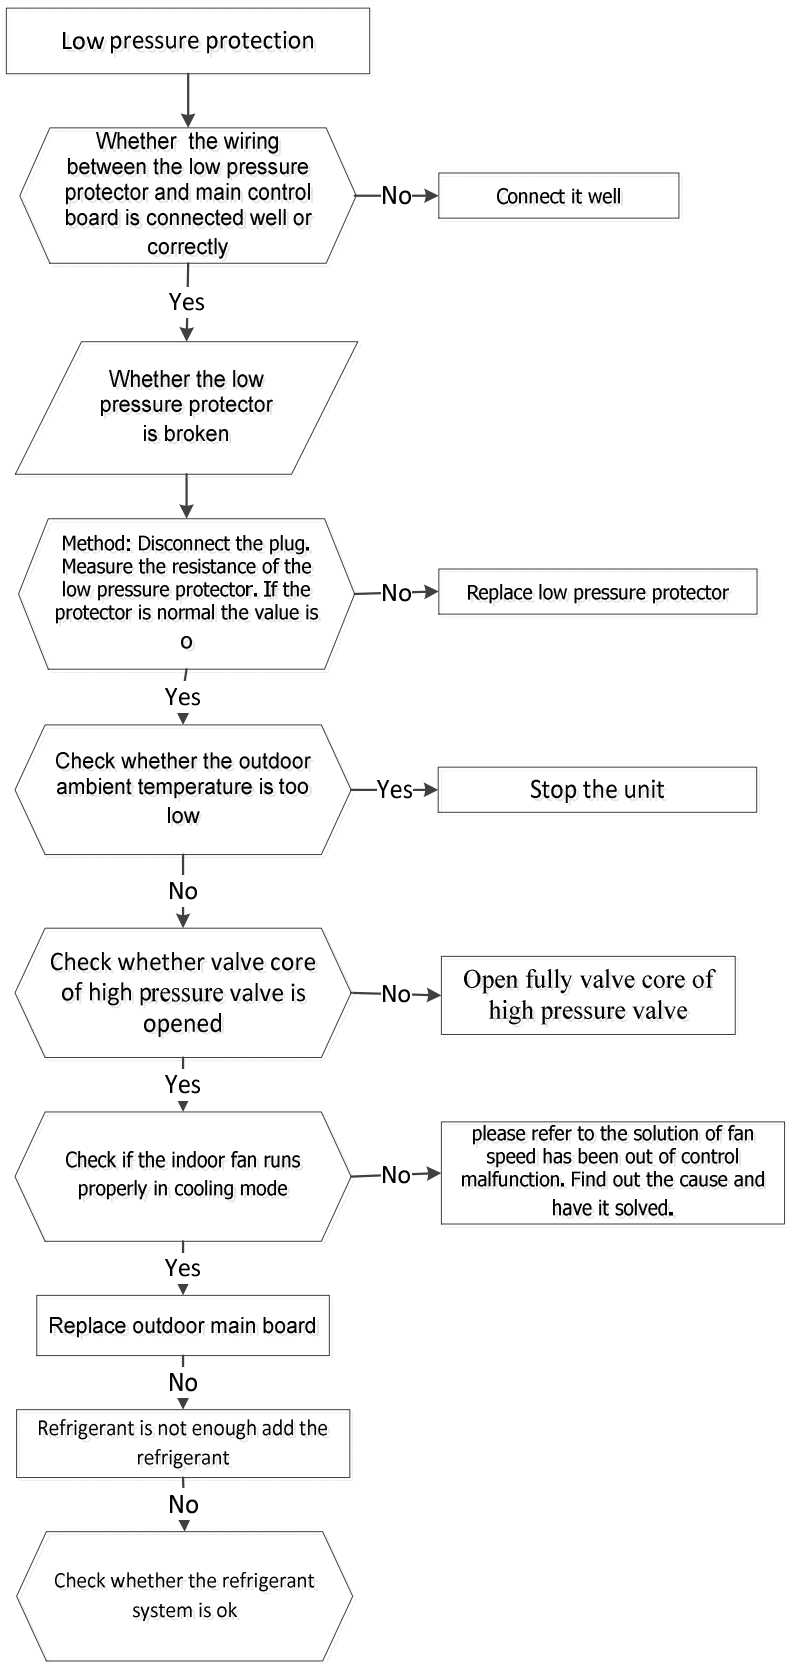 Low pressure protection
Whether the wiring
between the low pressure
protector and main control
board is connected well or
correctly
No
Connect it well
Yes
Whether the low
pressure protector
is broken
Method: Disconnect the plug.
Measure the resistance of the
low pressure protector. If the
protector is normal the value is
o
No
Replace low pressure protector
Yes
Check whether the outdoor
ambient temperature is too
low
Yes
Stop the unit
No
Check whether valve core
of high pressure valve is
opened
No
Open fully valve core of
high pressure valve
Yes
Check if the indoor fan runs
properly in cooling mode
No
please refer to the solution of fan
speed has been out of control
malfunction. Find out the cause and
have it solved.
Yes
Replace outdoor main board
No
Refrigerant is not enough add the
refrigerant
No
Check whether the refrigerant
system is ok